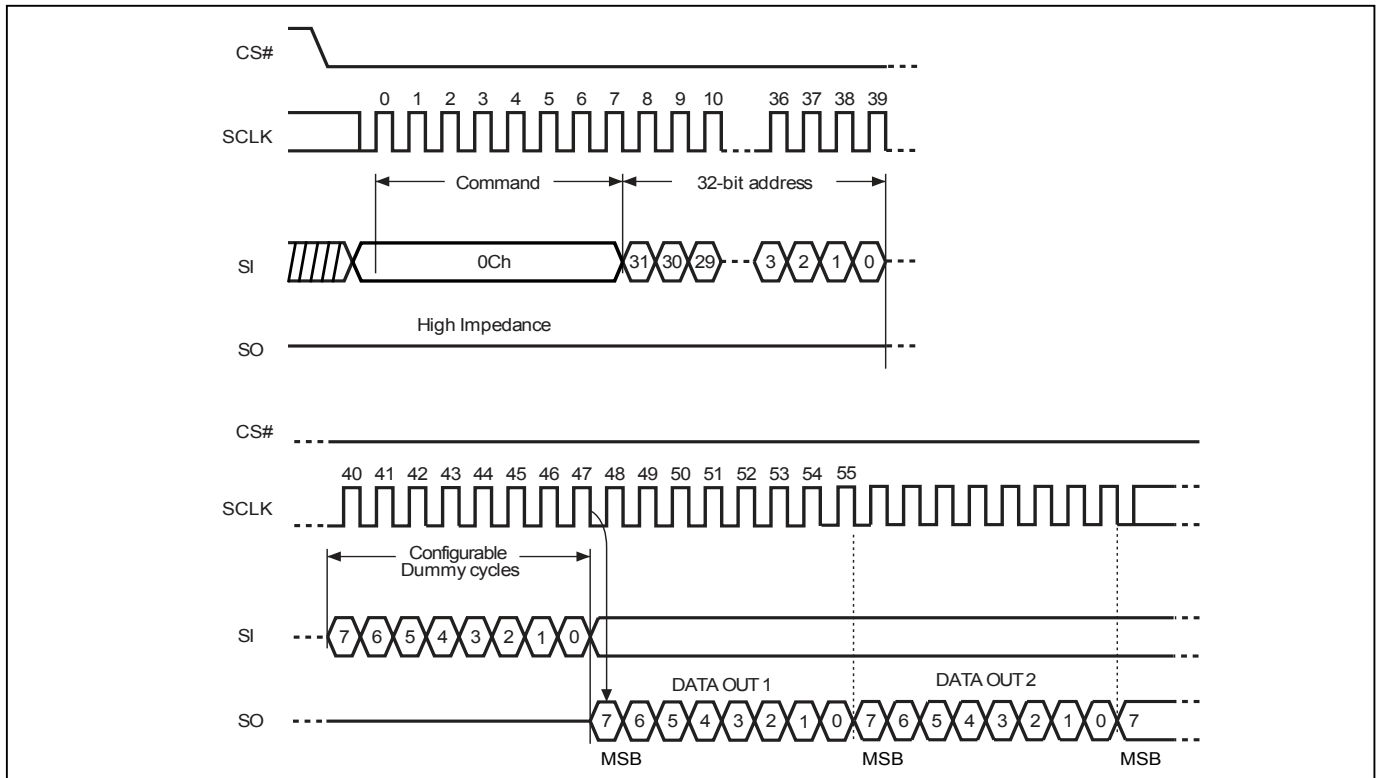 CS#
0 1 2 3 4 5 6 7 8 9 10 36 37 38 39
SCLK
Command 32-bit address
SI 0Ch 31 30 29 3 2 1 0
High Impedance
SO
CS#
40 41 42 43 44 45 46 47 48 49 50 51 52 53 54 55
SCLK
Configurable
Dummy cycles
SI 7 6 5 4 3 2 1 0
DATA OUT 1 DATA OUT 2
SO 7 6 5 4 3 2 1 0 7 6 5 4 3 2 1 0 7
MSB MSB MSB